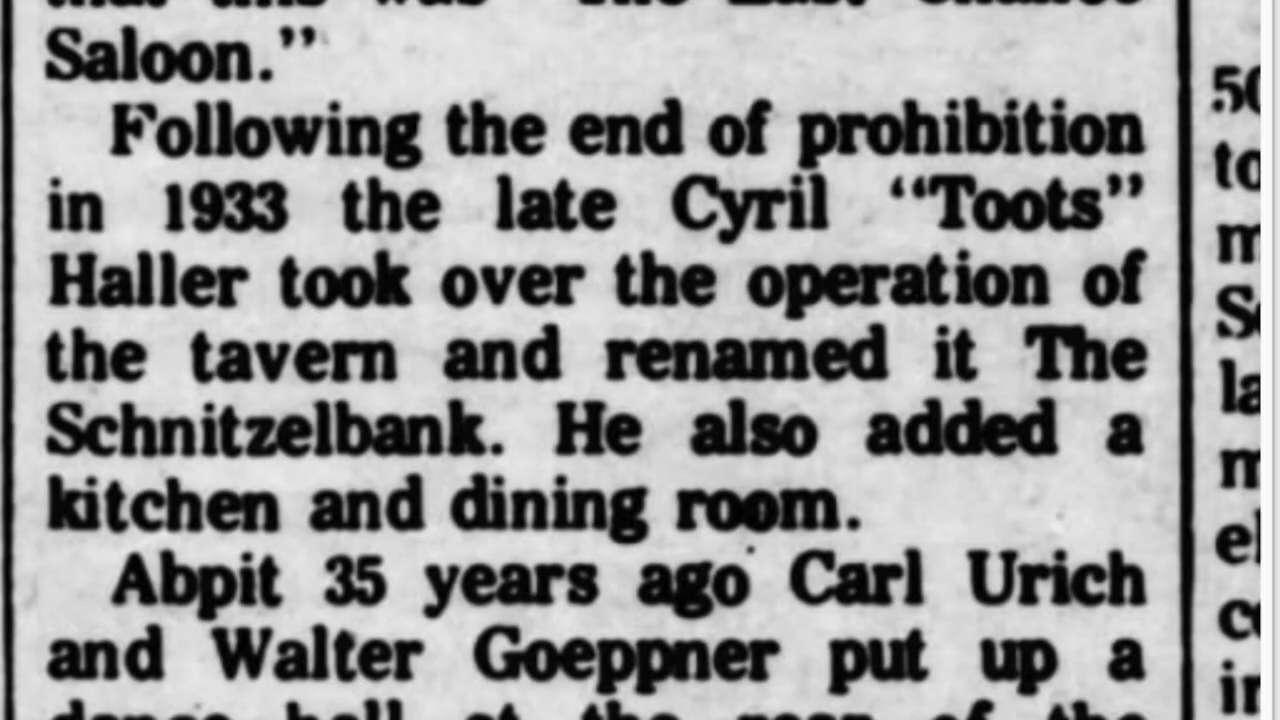 Saloon."
Following the end of prohibition
in 1933 the late Cyril "Toots"
Haller took over the operation of
the tavern and renamed it The
Schnitzelbank. He also added a
kitchen and dining room.
Abpit 35 years ago Carl Urich
and Walter Goeppner put up a